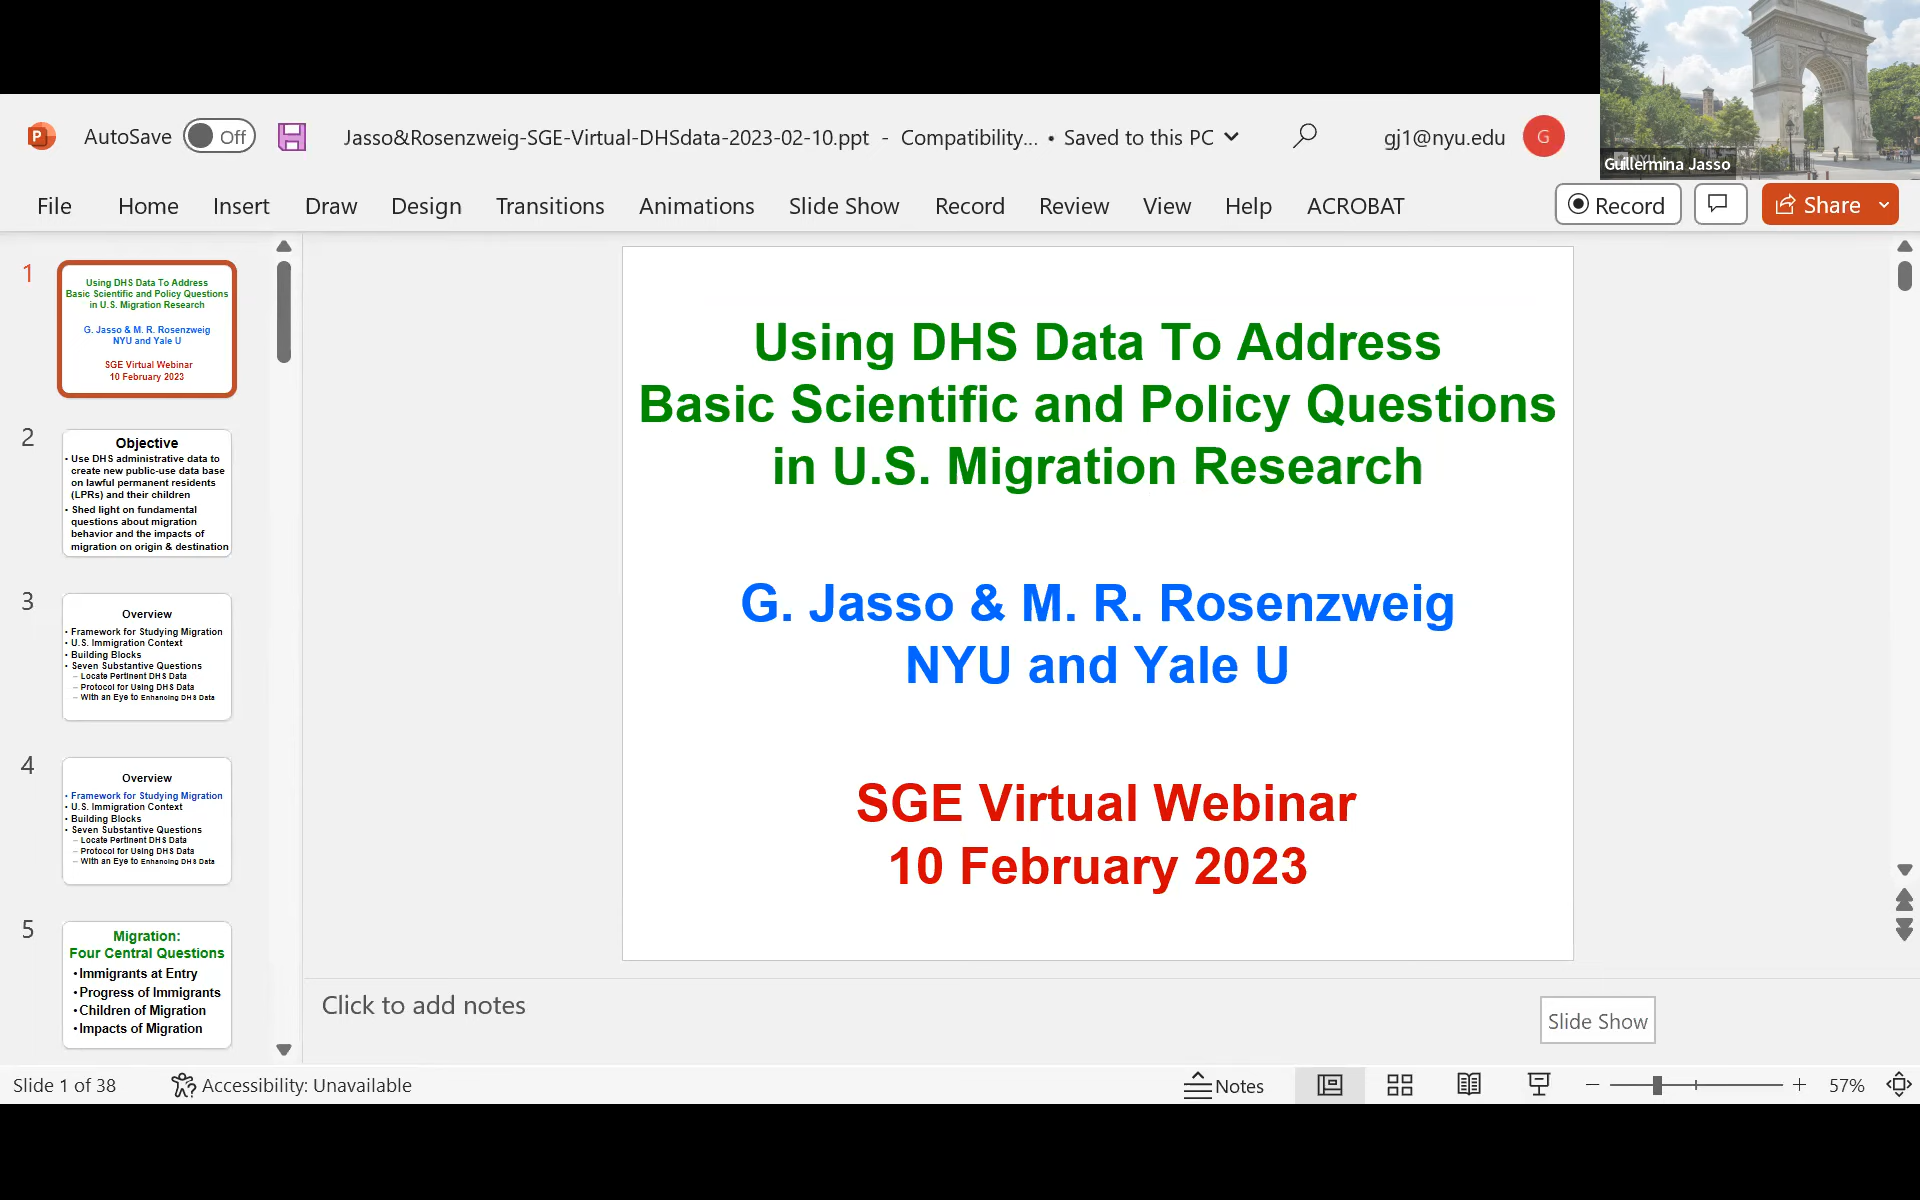 Guillermina Jasso
AutoSave Off Jasso&Rosenzweig-SGE-Virtual-DHSdata-2023-02-10.ppt - Compatibility... • Saved to this PC gj1@nyu.edu G
File Home Insert Draw Design Transitions Animations Slide Show Record Review View Help ACROBAT Record Share
1
Using DHS Data To Address
Basic Scientific and Policy Questions
in U.S. Migration Research
G. Jasso & M. R. Rosenzweig
NYU and Yale U
SGE Virtual Webinar
10 February 2023
2
Objective
• Use DHS administrative data to
create new public-use data base
on lawful permanent residents
(LPRs) and their children
• Shed light on fundamental
questions about migration
behavior and the impacts of
migration on origin & destination
3
Overview
• Framework for Studying Migration
• U.S. Immigration Context
• Building Blocks
• Seven Substantive Questions
– Locate Pertinent DHS Data
– Protocol for Using DHS Data
– With an Eye to Enhancing DHS Data
4
Overview
• Framework for Studying Migration
• U.S. Immigration Context
• Building Blocks
• Seven Substantive Questions
– Locate Pertinent DHS Data
– Protocol for Using DHS Data
– With an Eye to Enhancing DHS Data
5
Migration:
Four Central Questions
•Immigrants at Entry
•Progress of Immigrants
•Children of Migration
•Impacts of Migration
Using DHS Data To Address
Basic Scientific and Policy Questions
in U.S. Migration Research
G. Jasso & M. R. Rosenzweig
NYU and Yale U
SGE Virtual Webinar
10 February 2023
Click to add notes
Slide Show
Slide 1 of 38 Accessibility: Unavailable Notes 57%